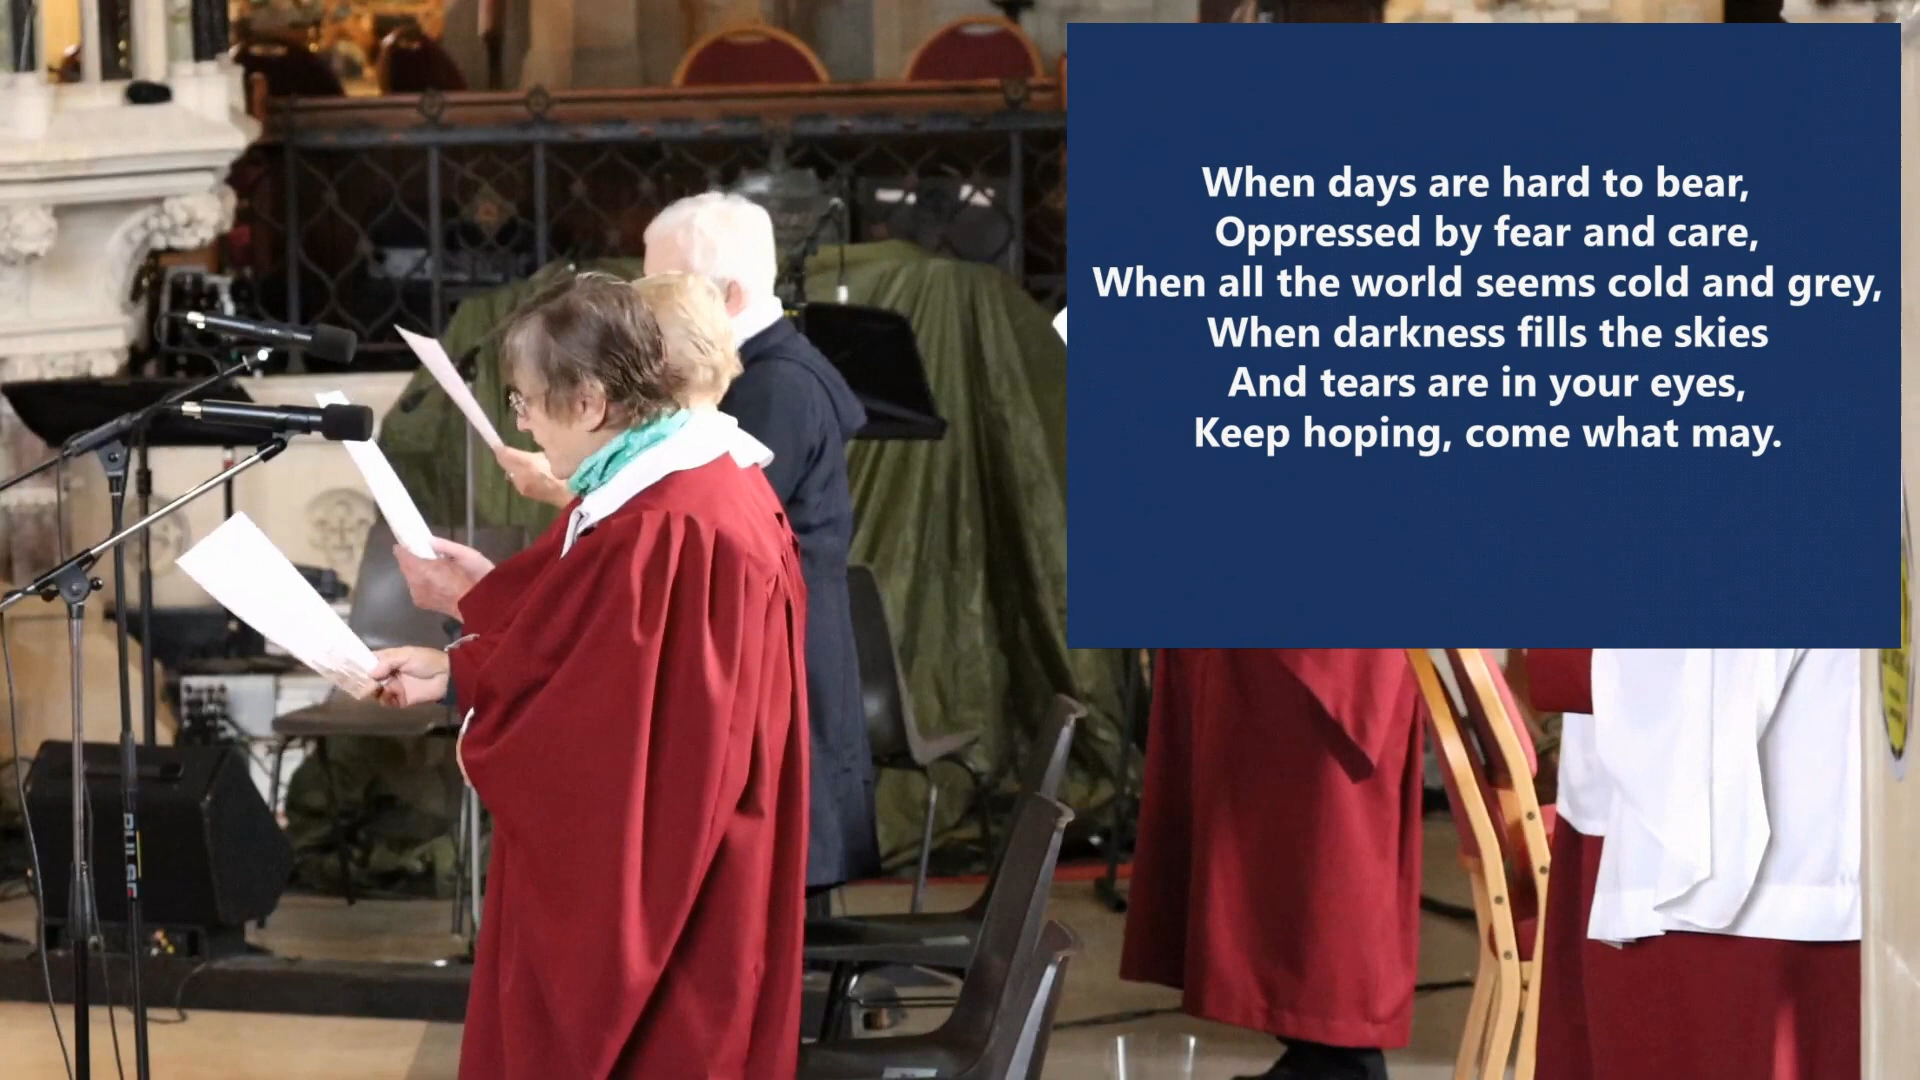 When days are hard to bear,
Oppressed by fear and care,
When all the world seems cold and grey,
When darkness fills the skies
And tears are in your eyes,
Keep hoping, come what may.
PULSE